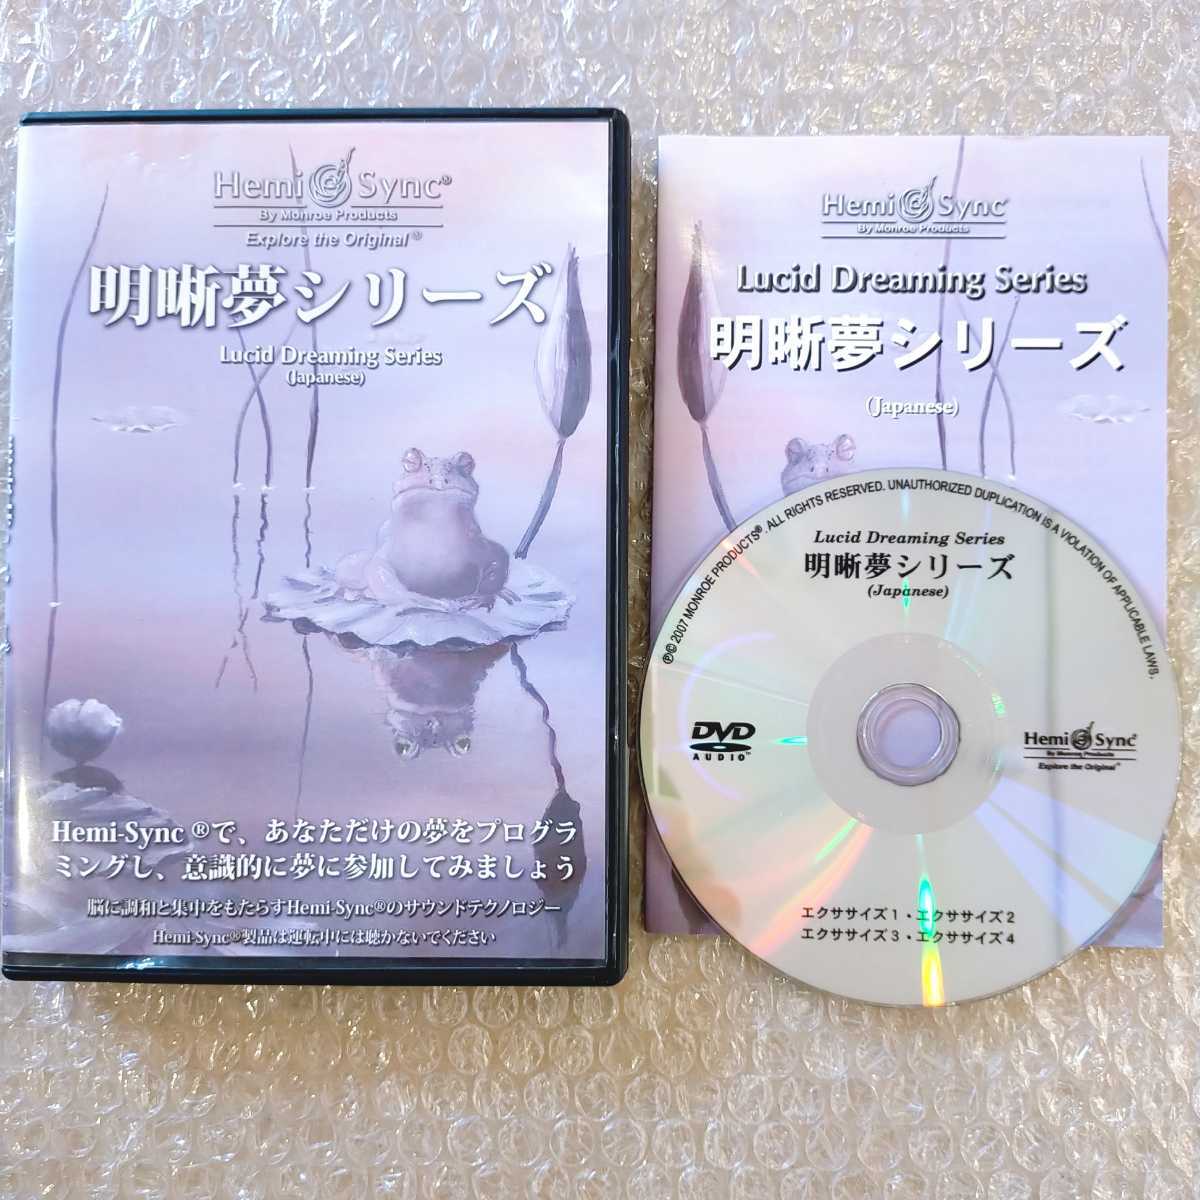 Hemi Sync®
By Monroe Products
Explore the Original®
明晰夢シリーズ
Lucid Dreaming Series
(Japanese)
Hemi-Sync ®で、あなただけの夢をプログラ
ミングし、意識的に夢に参加してみましょう
脳に調和と集中をもたらすHemi-Sync®のサウンドテクノロジー
Hemi-Sync®製品は運転中には聴かないでください
Hemi Sync®
By Monroe Products
Lucid Dreaming Series
明晰夢シリーズ
(Japanese)
℗© 2007 MONROE PRODUCTS®. ALL RIGHTS RESERVED. UNAUTHORIZED DUPLICATION IS A VIOLATION OF APPLICABLE LAWS.
Lucid Dreaming Series
明晰夢シリーズ
(Japanese)
DVD
AUDIO™
Hemi Sync®
By Monroe Products
Explore the Original®
エクササイズ1・エクササイズ2
エクササイズ3・エクササイズ4